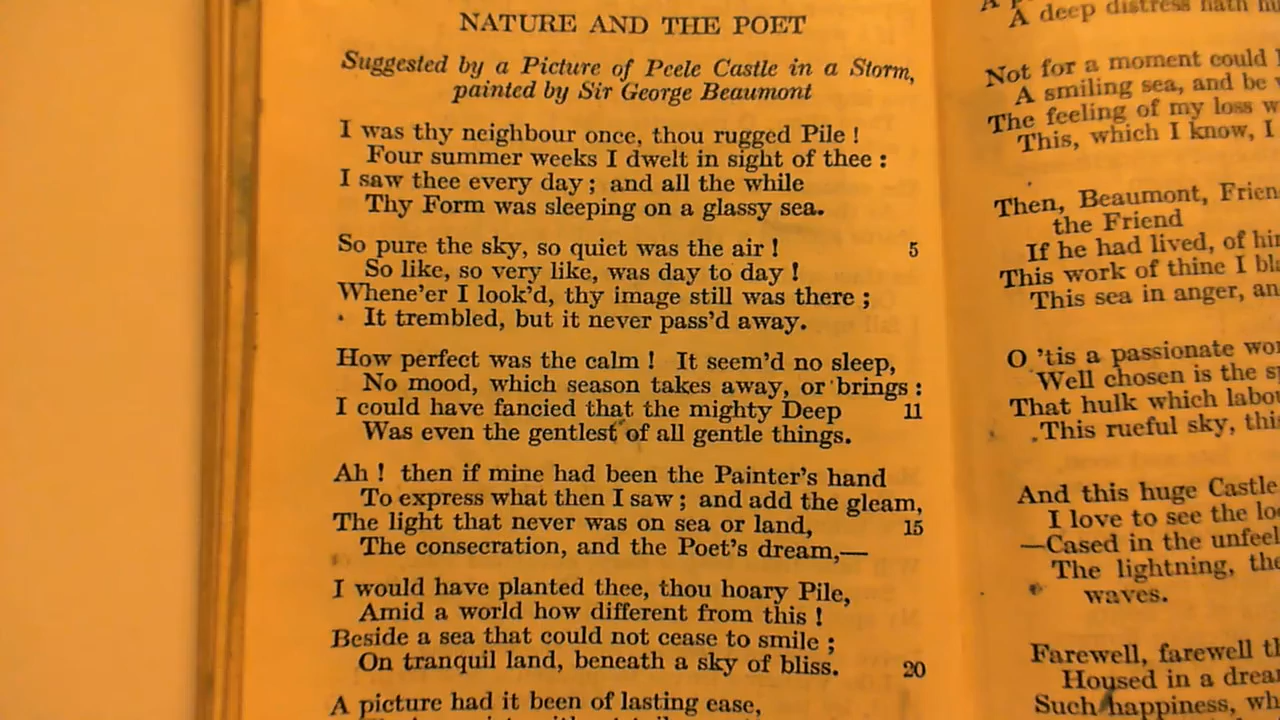 NATURE AND THE POET
Suggested by a Picture of Peele Castle in a Storm,
painted by Sir George Beaumont
I was thy neighbour once, thou rugged Pile !
Four summer weeks I dwelt in sight of thee :
I saw thee every day ; and all the while
Thy Form was sleeping on a glassy sea.
So pure the sky, so quiet was the air ! 5
So like, so very like, was day to day !
Whene'er I look'd, thy image still was there ;
It trembled, but it never pass'd away.
How perfect was the calm ! It seem'd no sleep,
No mood, which season takes away, or brings :
I could have fancied that the mighty Deep 11
Was even the gentlest of all gentle things.
Ah ! then if mine had been the Painter's hand
To express what then I saw ; and add the gleam,
The light that never was on sea or land, 15
The consecration, and the Poet's dream,—
I would have planted thee, thou hoary Pile,
Amid a world how different from this !
Beside a sea that could not cease to smile ;
On tranquil land, beneath a sky of bliss. 20
A picture had it been of lasting ease,
A deep distress hath
Not for a moment could
A smiling sea, and be
The feeling of my loss
This, which I know, I
Then, Beaumont,
the Friend
If he had lived, of
This work of thine I
This sea in anger,
O 'tis a passionate
Well chosen is the
That hulk which
This rueful sky,
And this huge Castle
I love to see the
—Cased in the
The lightning,
waves.
Farewell, farewell
Housed in a
Such happiness,